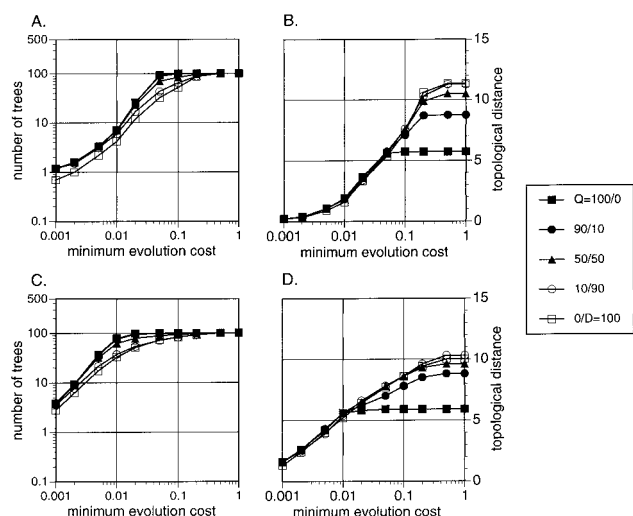 A.
B.
500
100
10
1
0.1
number of trees
0.001 0.01 0.1 1
minimum evolution cost
15
10
5
0
topological distance
0.001 0.01 0.1 1
minimum evolution cost
C.
D.
500
100
10
1
0.1
number of trees
0.001 0.01 0.1 1
minimum evolution cost
15
10
5
0
topological distance
0.001 0.01 0.1 1
minimum evolution cost
Q=100/0
90/10
50/50
10/90
0/D=100